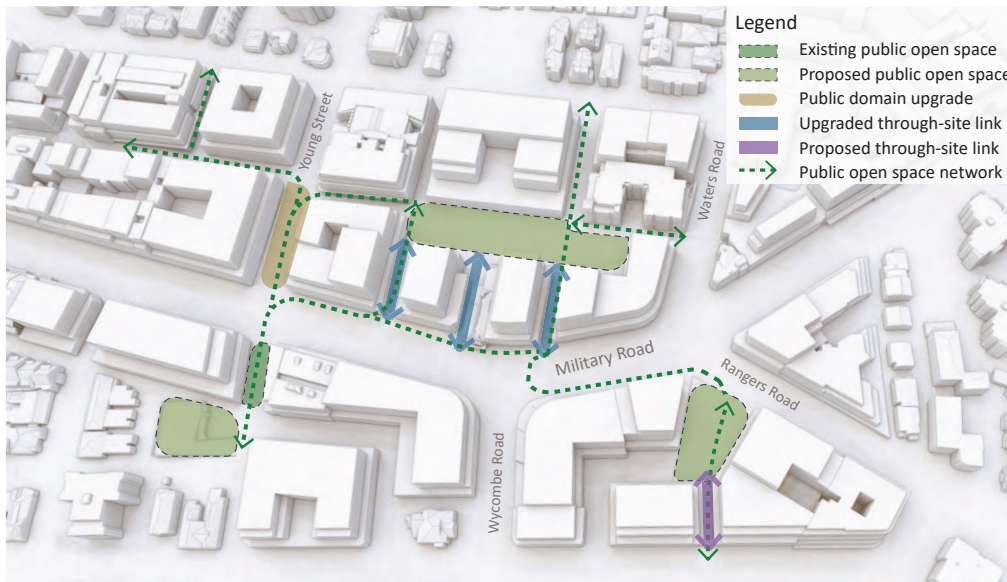 Legend
Existing public open space
Proposed public open space
Public domain upgrade
Upgraded through-site link
Proposed through-site link
Public open space network
Young Street
Waters Road
Military Road
Rangers Road
Wycombe Road